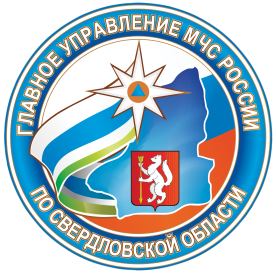 ГЛАВНОЕ УПРАВЛЕНИЕ МЧС РОССИИ
ПО СВЕРДЛОВСКОЙ ОБЛАСТИ